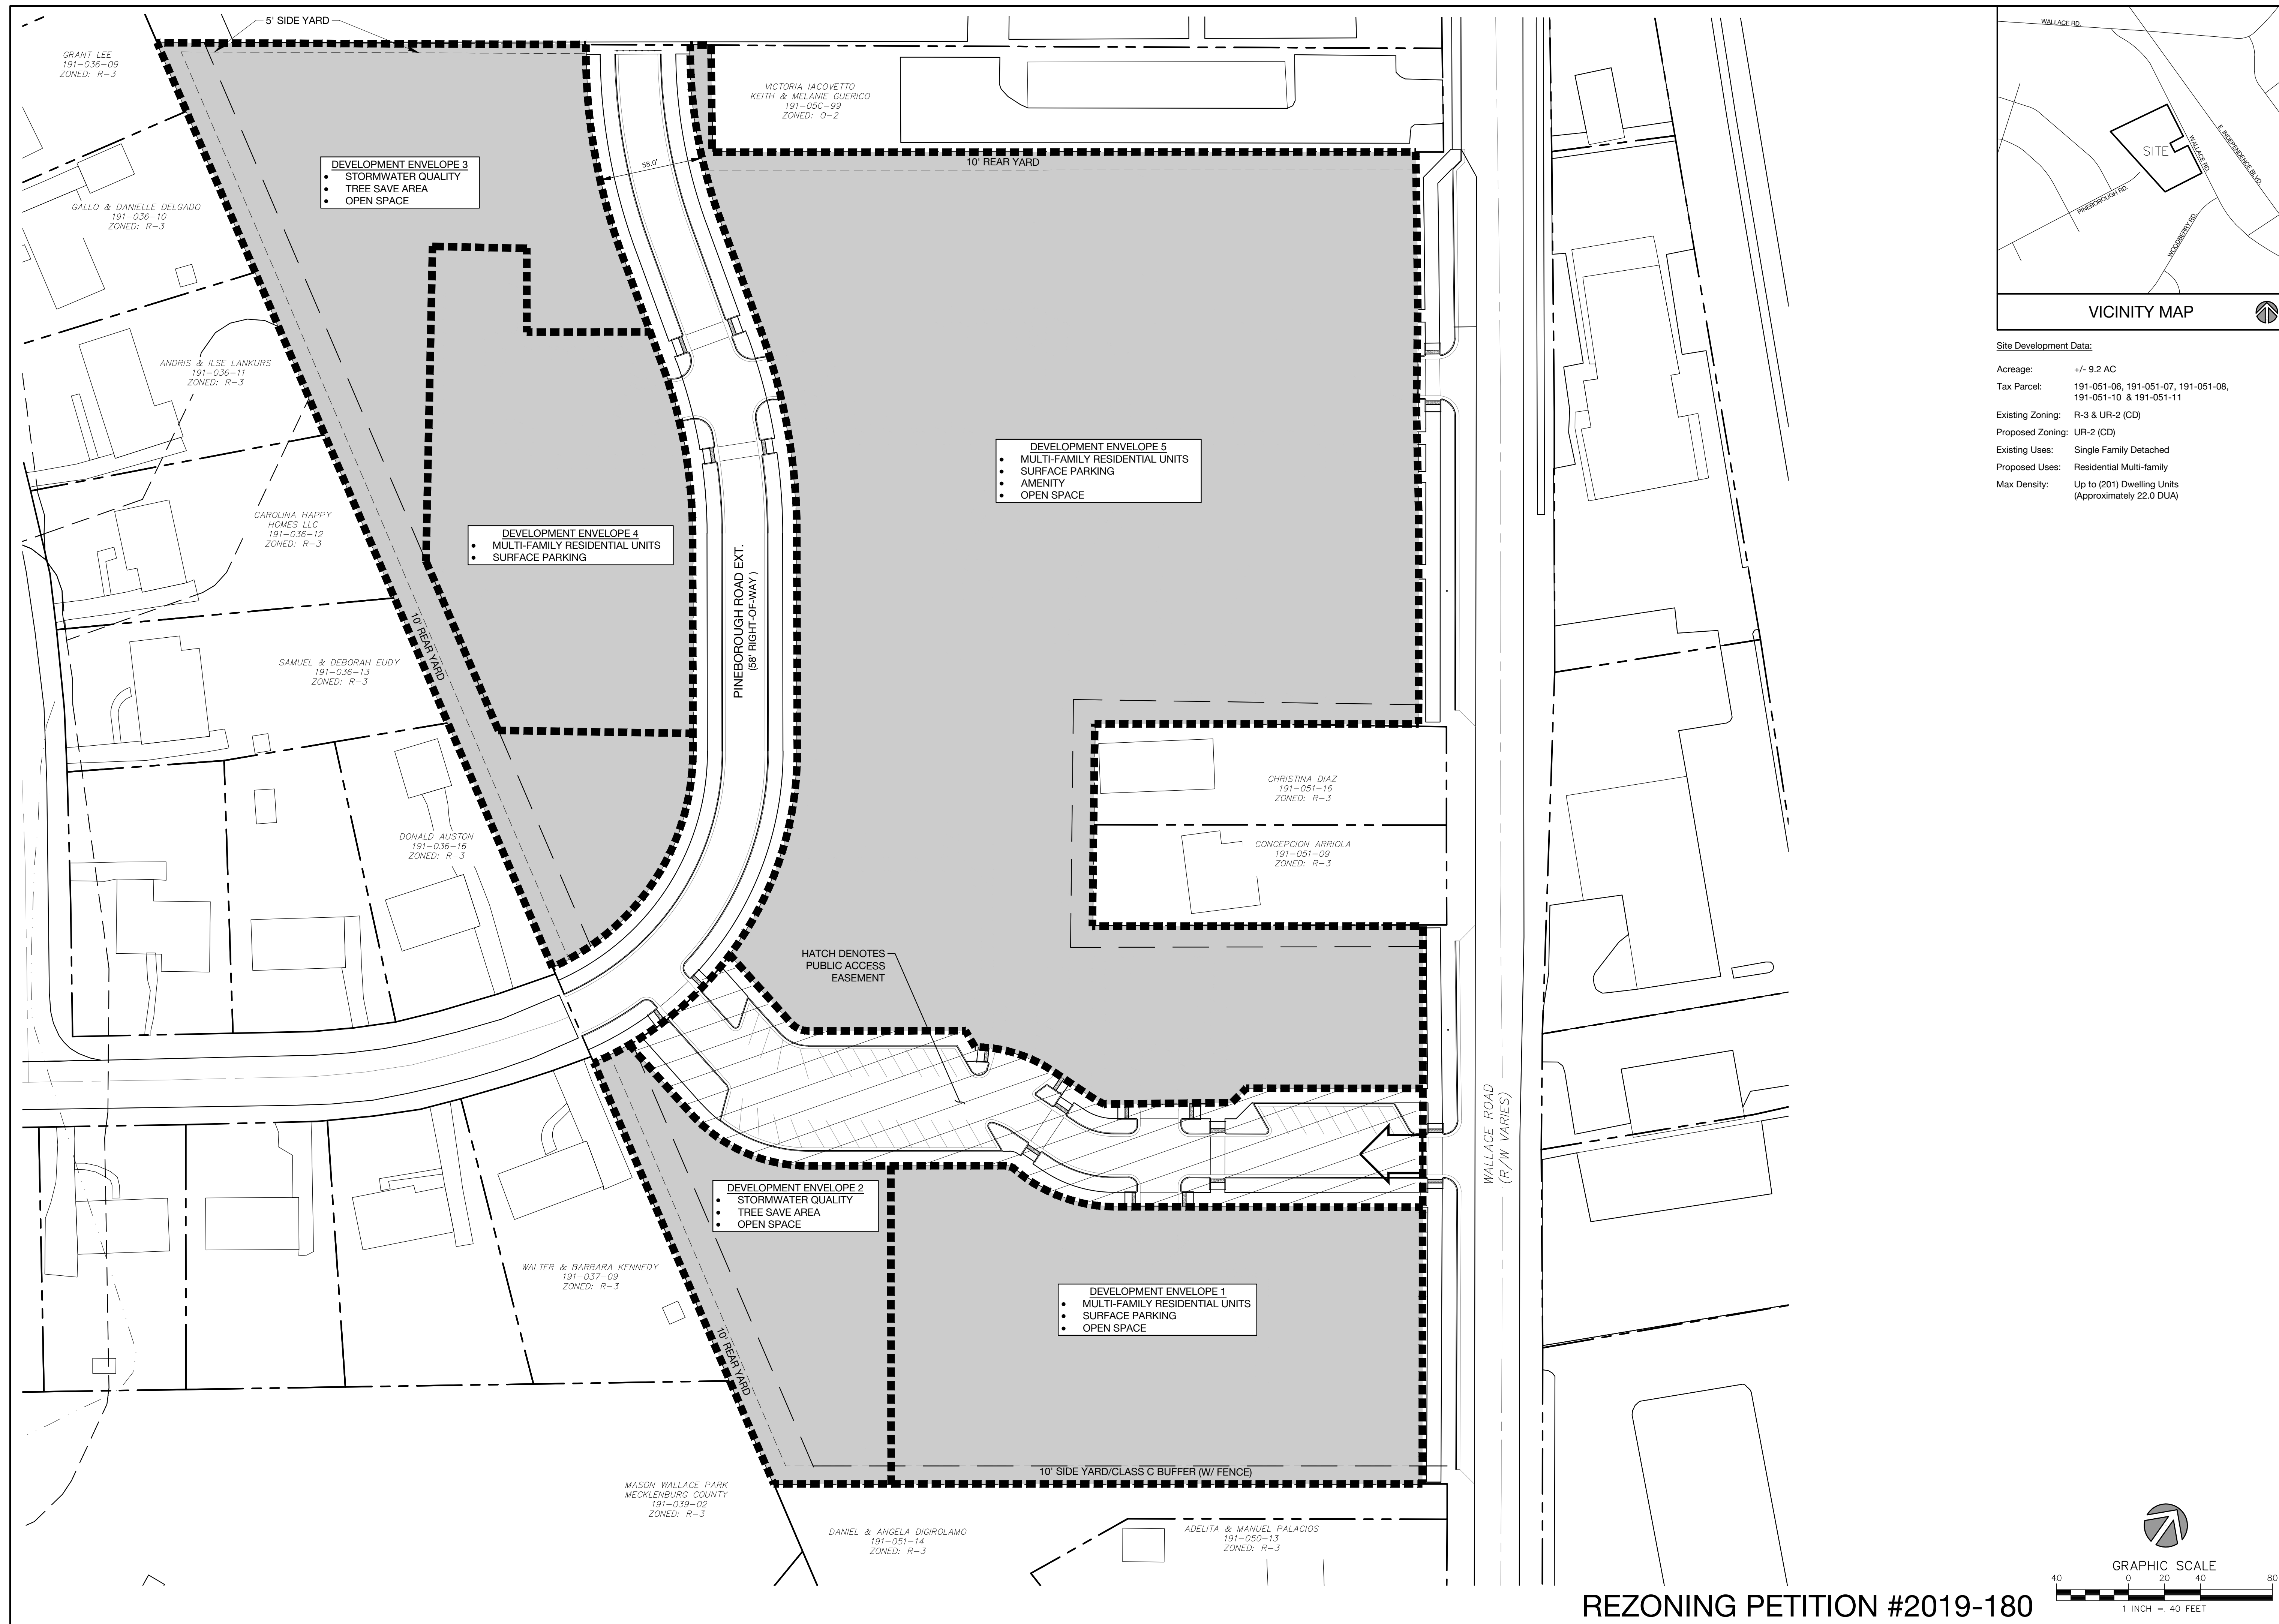 5' SIDE YARD
GRANT LEE
191-036-09
ZONED: R-3
VICTORIA IACOVETTO
KEITH & MELANIE GUERICO
191-05C-99
ZONED: O-2
58.0'
10' REAR YARD
DEVELOPMENT ENVELOPE 3
• STORMWATER QUALITY
• TREE SAVE AREA
• OPEN SPACE
GALLO & DANIELLE DELGADO
191-036-10
ZONED: R-3
ANDRIS & ILSE LANKURS
191-036-11
ZONED: R-3
DEVELOPMENT ENVELOPE 5
• MULTI-FAMILY RESIDENTIAL UNITS
• SURFACE PARKING
• AMENITY
• OPEN SPACE
CAROLINA HAPPY
HOMES LLC
191-036-12
ZONED: R-3
DEVELOPMENT ENVELOPE 4
• MULTI-FAMILY RESIDENTIAL UNITS
• SURFACE PARKING
PINEBOROUGH ROAD EXT.
(58' RIGHT-OF-WAY )
10' REAR YARD
SAMUEL & DEBORAH EUDY
191-036-13
ZONED: R-3
CHRISTINA DIAZ
191-051-16
ZONED: R-3
DONALD AUSTON
191-036-16
ZONED: R-3
CONCEPCION ARRIOLA
191-051-09
ZONED: R-3
HATCH DENOTES
PUBLIC ACCESS
EASEMENT
WALLACE ROAD
(R/W VARIES)
DEVELOPMENT ENVELOPE 2
• STORMWATER QUALITY
• TREE SAVE AREA
• OPEN SPACE
WALTER & BARBARA KENNEDY
191-037-09
ZONED: R-3
DEVELOPMENT ENVELOPE 1
• MULTI-FAMILY RESIDENTIAL UNITS
• SURFACE PARKING
• OPEN SPACE
10' REAR YARD
10' SIDE YARD/CLASS C BUFFER (W/ FENCE)
MASON WALLACE PARK
MECKLENBURG COUNTY
191-039-02
ZONED: R-3
DANIEL & ANGELA DIGIROLAMO
191-051-14
ZONED: R-3
ADELITA & MANUEL PALACIOS
191-050-13
ZONED: R-3
WALLACE RD.
E. INDEPENDENCE BLVD.
WALLACE RD.
SITE
PINEBOROUGH RD.
WOODBERRY RD.
VICINITY MAP
Site Development Data:
Acreage: +/- 9.2 AC
Tax Parcel: 191-051-06, 191-051-07, 191-051-08,
191-051-10 & 191-051-11
Existing Zoning: R-3 & UR-2 (CD)
Proposed Zoning: UR-2 (CD)
Existing Uses: Single Family Detached
Proposed Uses: Residential Multi-family
Max Density: Up to (201) Dwelling Units
(Approximately 22.0 DUA)
GRAPHIC SCALE
40 0 20 40 80
1 INCH = 40 FEET
REZONING PETITION #2019-180